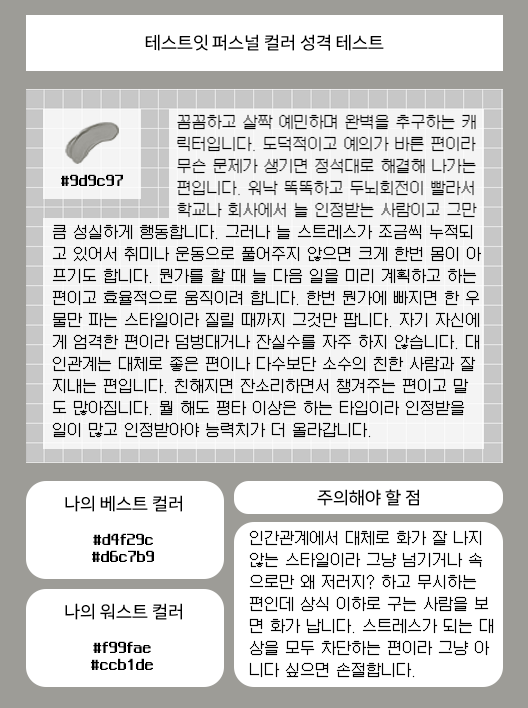 테스트잇 퍼스널 컬러 성격 테스트
#9d9c97
꼼꼼하고 살짝 예민하며 완벽을 추구하는 캐
릭터입니다. 도덕적이고 예의가 바른 편이라
무슨 문제가 생기면 정석대로 해결해 나가는
편입니다. 워낙 똑똑하고 두뇌회전이 빨라서
학교나 회사에서 늘 인정받는 사람이고 그만
큼 성실하게 행동합니다. 그러나 늘 스트레스가 조금씩 누적되
고 있어서 취미나 운동으로 풀어주지 않으면 크게 한번 몸이 아
프기도 합니다. 뭔가를 할 때 늘 다음 일을 미리 계획하고 하는
편이고 효율적으로 움직이려 합니다. 한번 뭔가에 빠지면 한 우
물만 파는 스타일이라 질릴 때까지 그것만 팝니다. 자기 자신에
게 엄격한 편이라 덤벙대거나 잔실수를 자주 하지 않습니다. 대
인관계는 대체로 좋은 편이나 다수보단 소수의 친한 사람과 잘
지내는 편입니다. 친해지면 잔소리하면서 챙겨주는 편이고 말
도 많아집니다. 뭘 해도 평타 이상은 하는 타입이라 인정받을
일이 많고 인정받아야 능력치가 더 올라갑니다.
나의 베스트 컬러
#d4f29c
#d6c7b9
나의 워스트 컬러
#f99fae
#ccb1de
주의해야 할 점
인간관계에서 대체로 화가 잘 나지
않는 스타일이라 그냥 넘기거나 속
으로만 왜 저러지? 하고 무시하는
편인데 상식 이하로 구는 사람을 보
면 화가 납니다. 스트레스가 되는 대
상을 모두 차단하는 편이라 그냥 아
니다 싶으면 손절합니다.